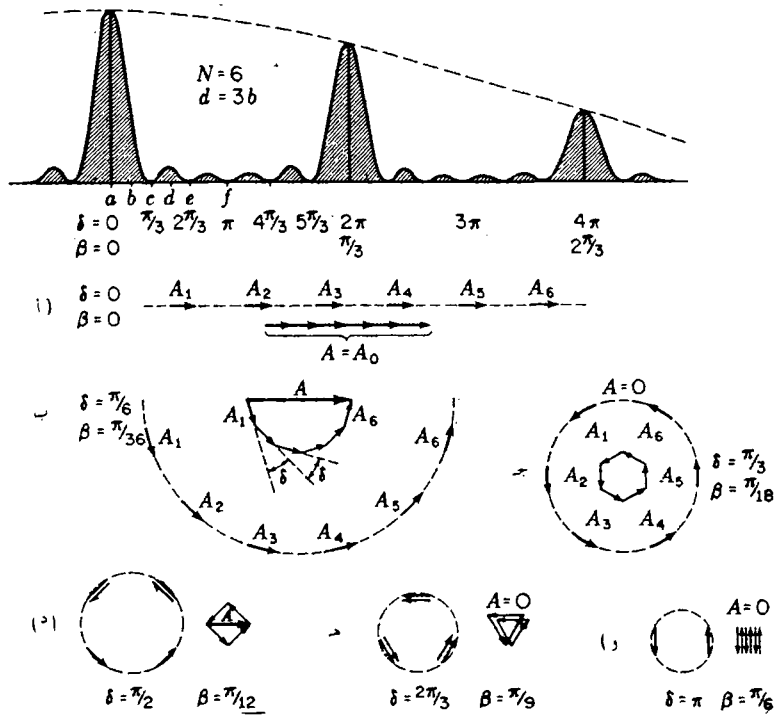 N=6
d=3b
a b c d e f
δ=0 π/3 2π/3 π 4π/3 5π/3 2π 3π 4π
β=0 π/3 2π/3
δ=0 A₁ A₂ A₃ A₄ A₅ A₆
β=0
A=A₀
δ=π/6
β=π/36
A
A₁ A₆
δ δ
A₁ A₂ A₃ A₄ A₅ A₆
A=0
A₁ A₆
A₂ A₅
A₃ A₄
δ=π/3
β=π/18
A
δ=π/2 β=π/12
A=0
δ=2π/3 β=π/9
A=0
δ=π β=π/6